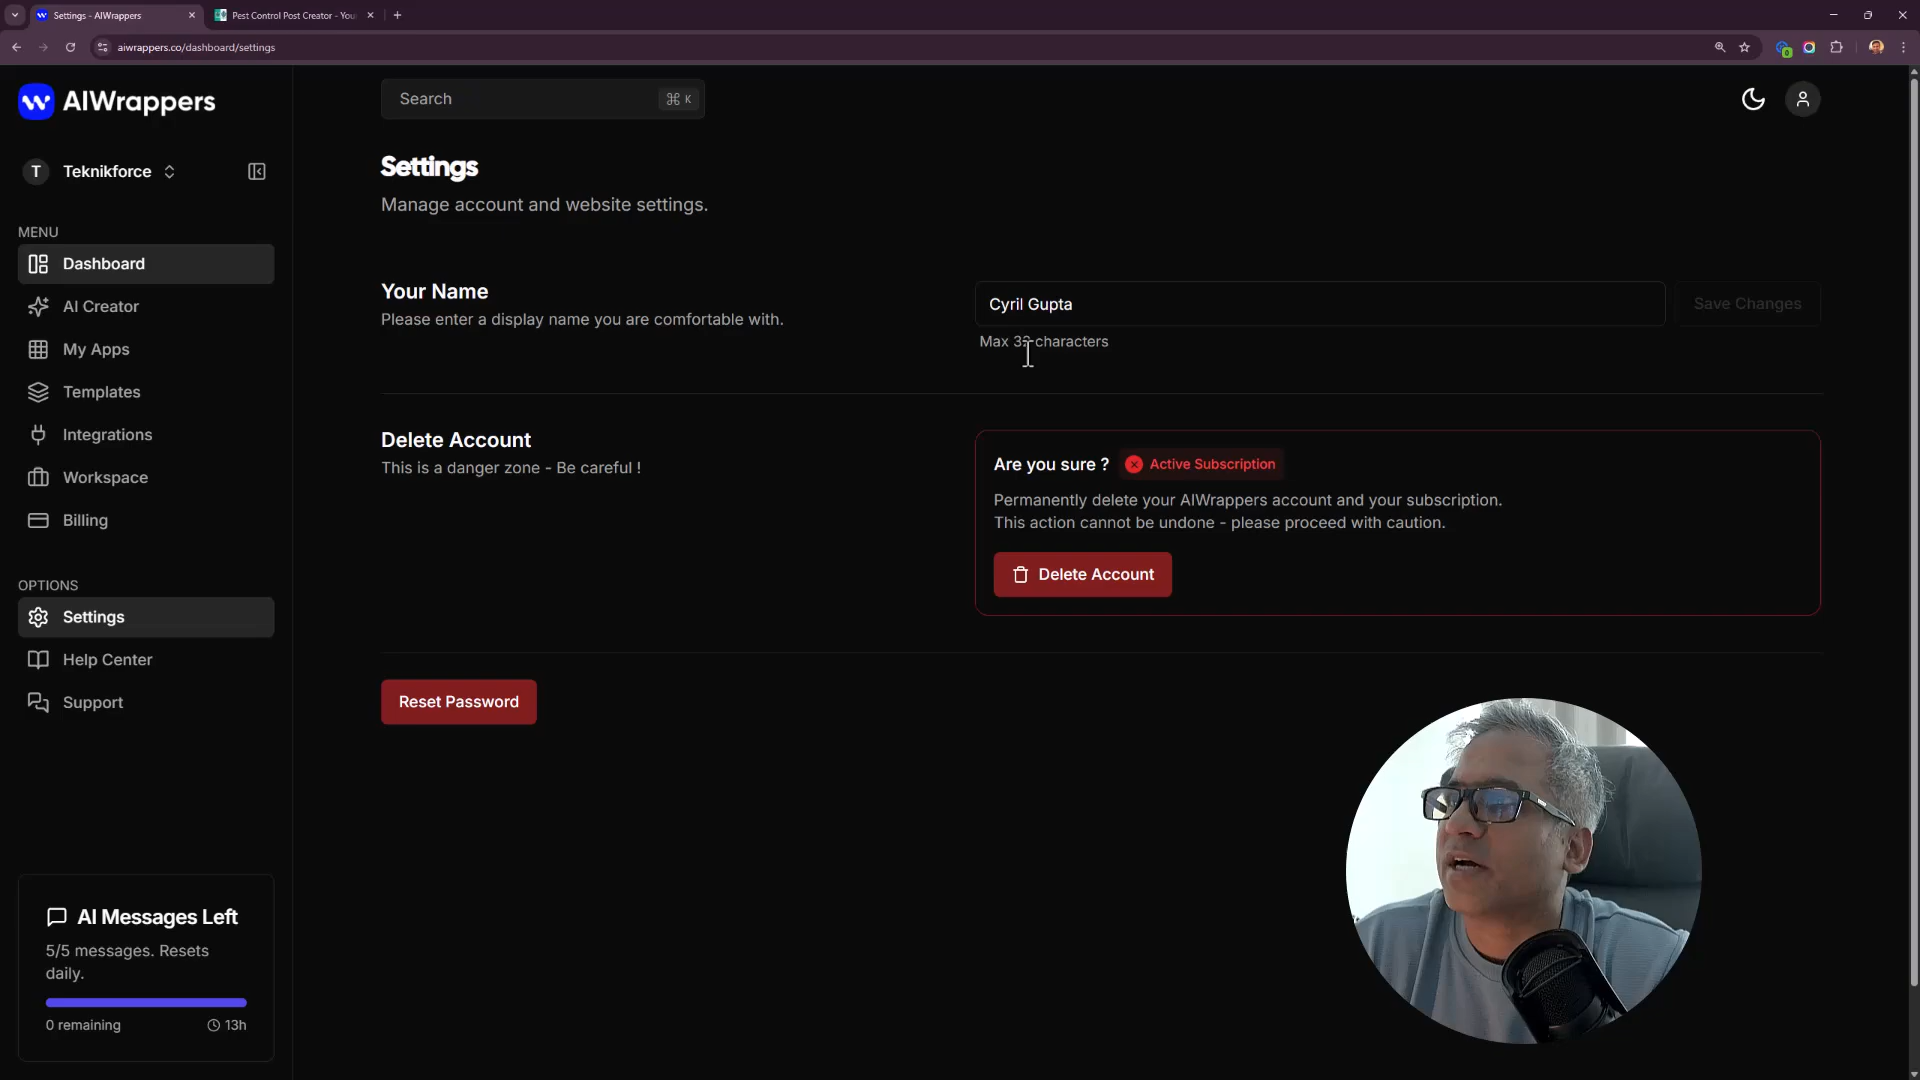 Settings - AIWrappers
Pest Control Post Creator - You
aiwrappers.co/dashboard/settings
AIWrappers
Search
⌘ K
T
Teknikforce
Settings
Manage account and website settings.
MENU
Dashboard
AI Creator
My Apps
Templates
Integrations
Workspace
Billing
Your Name
Please enter a display name you are comfortable with.
Cyril Gupta
Save Changes
Max 32 characters
Delete Account
This is a danger zone - Be careful !
Are you sure ?
Active Subscription
Permanently delete your AIWrappers account and your subscription.
This action cannot be undone - please proceed with caution.
Delete Account
OPTIONS
Settings
Help Center
Support
Reset Password
AI Messages Left
5/5 messages. Resets
daily.
0 remaining
13h